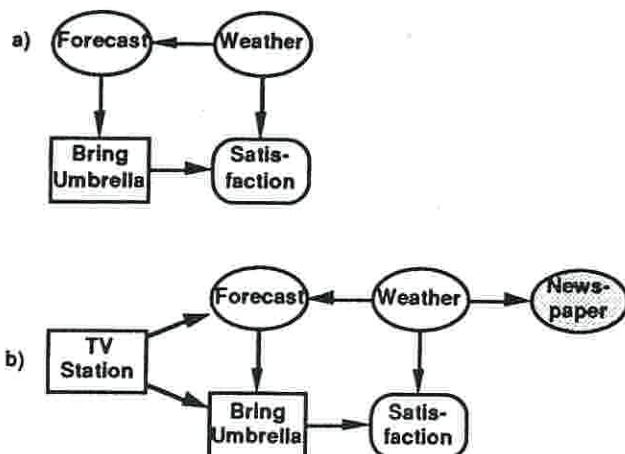 a)
Forecast
Weather
Bring
Umbrella
Satis-
faction
b)
TV
Station
Forecast
Weather
News-
paper
Bring
Umbrella
Satis-
faction